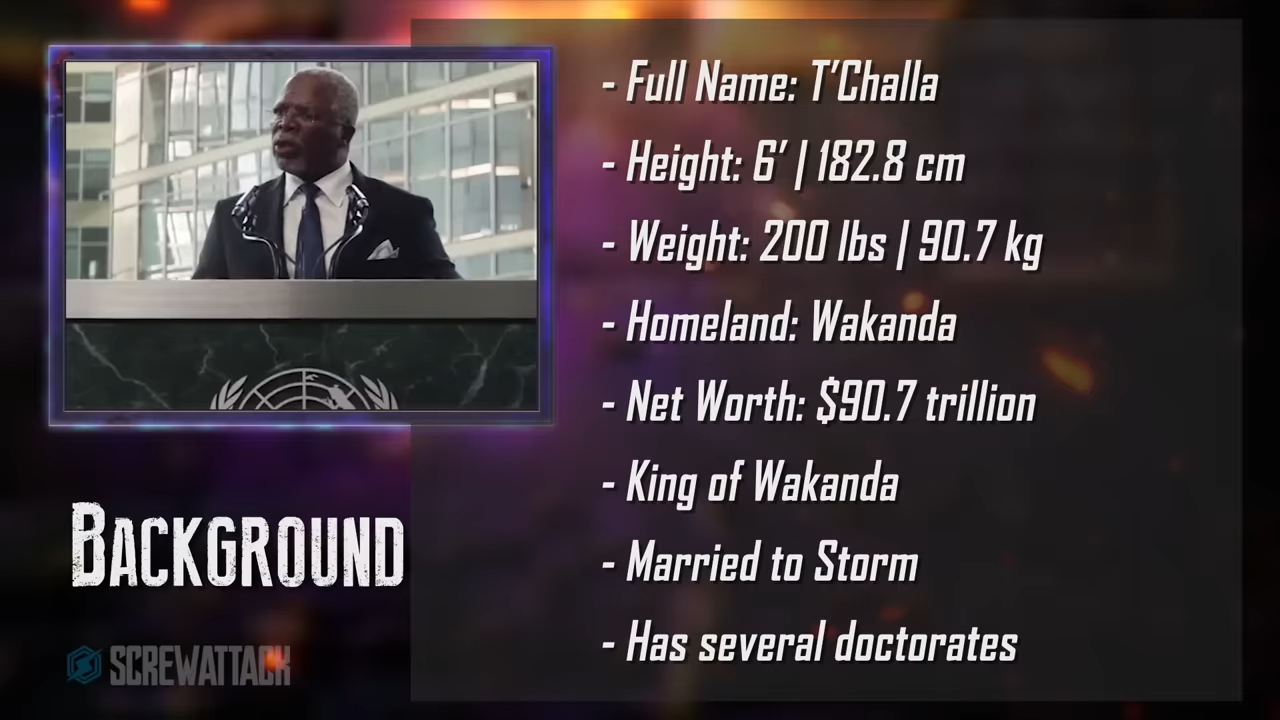 - Full Name: T'Challa
- Height: 6' | 182.8 cm
- Weight: 200 lbs | 90.7 kg
- Homeland: Wakanda
- Net Worth: $90.7 trillion
- King of Wakanda
- Married to Storm
- Has several doctorates
BACKGROUND
SCREWATTACK